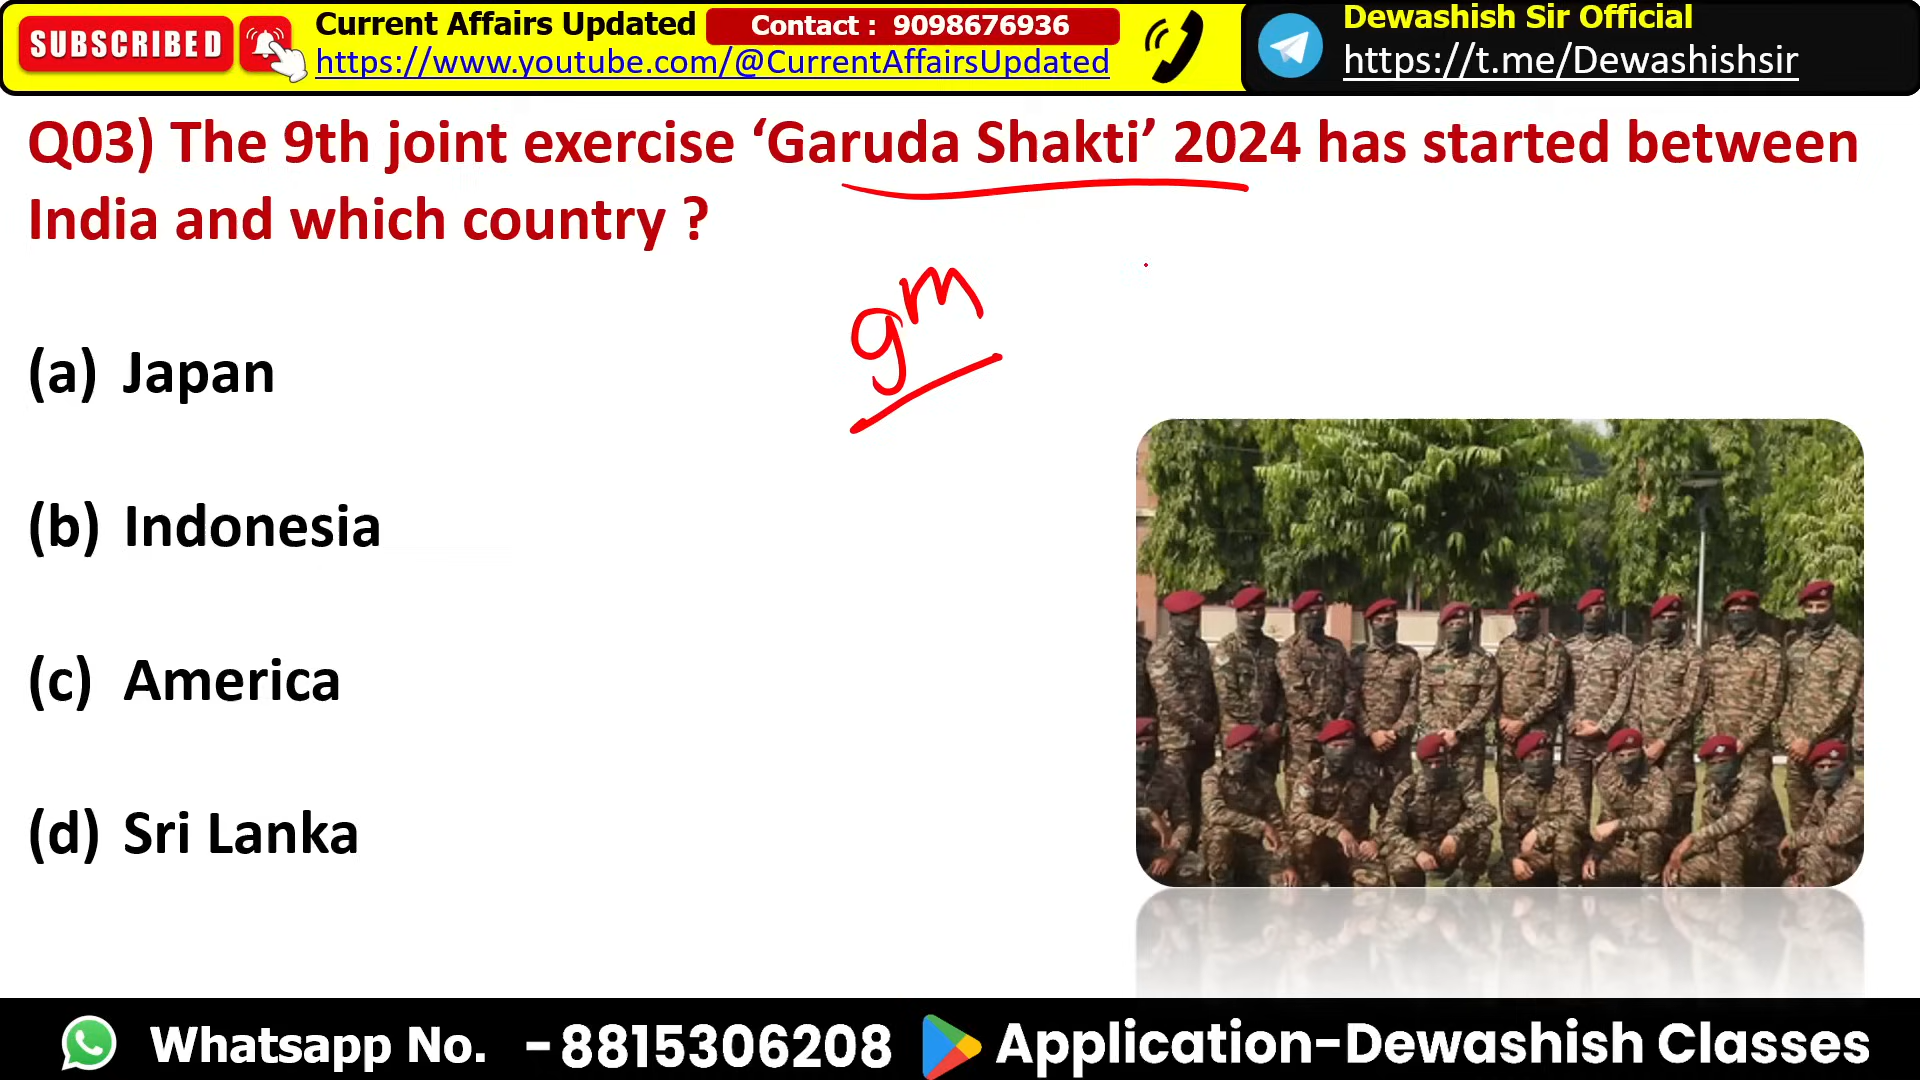 SUBSCRIBED
Current Affairs Updated
Contact : 9098676936
https://www.youtube.com/@CurrentAffairsUpdated
Dewashish Sir Official
https://t.me/Dewashishsir
Q03) The 9th joint exercise ‘Garuda Shakti’ 2024 has started between
India and which country ?
gm
(a) Japan
(b) Indonesia
(c) America
(d) Sri Lanka
Whatsapp No. -8815306208
Application-Dewashish Classes